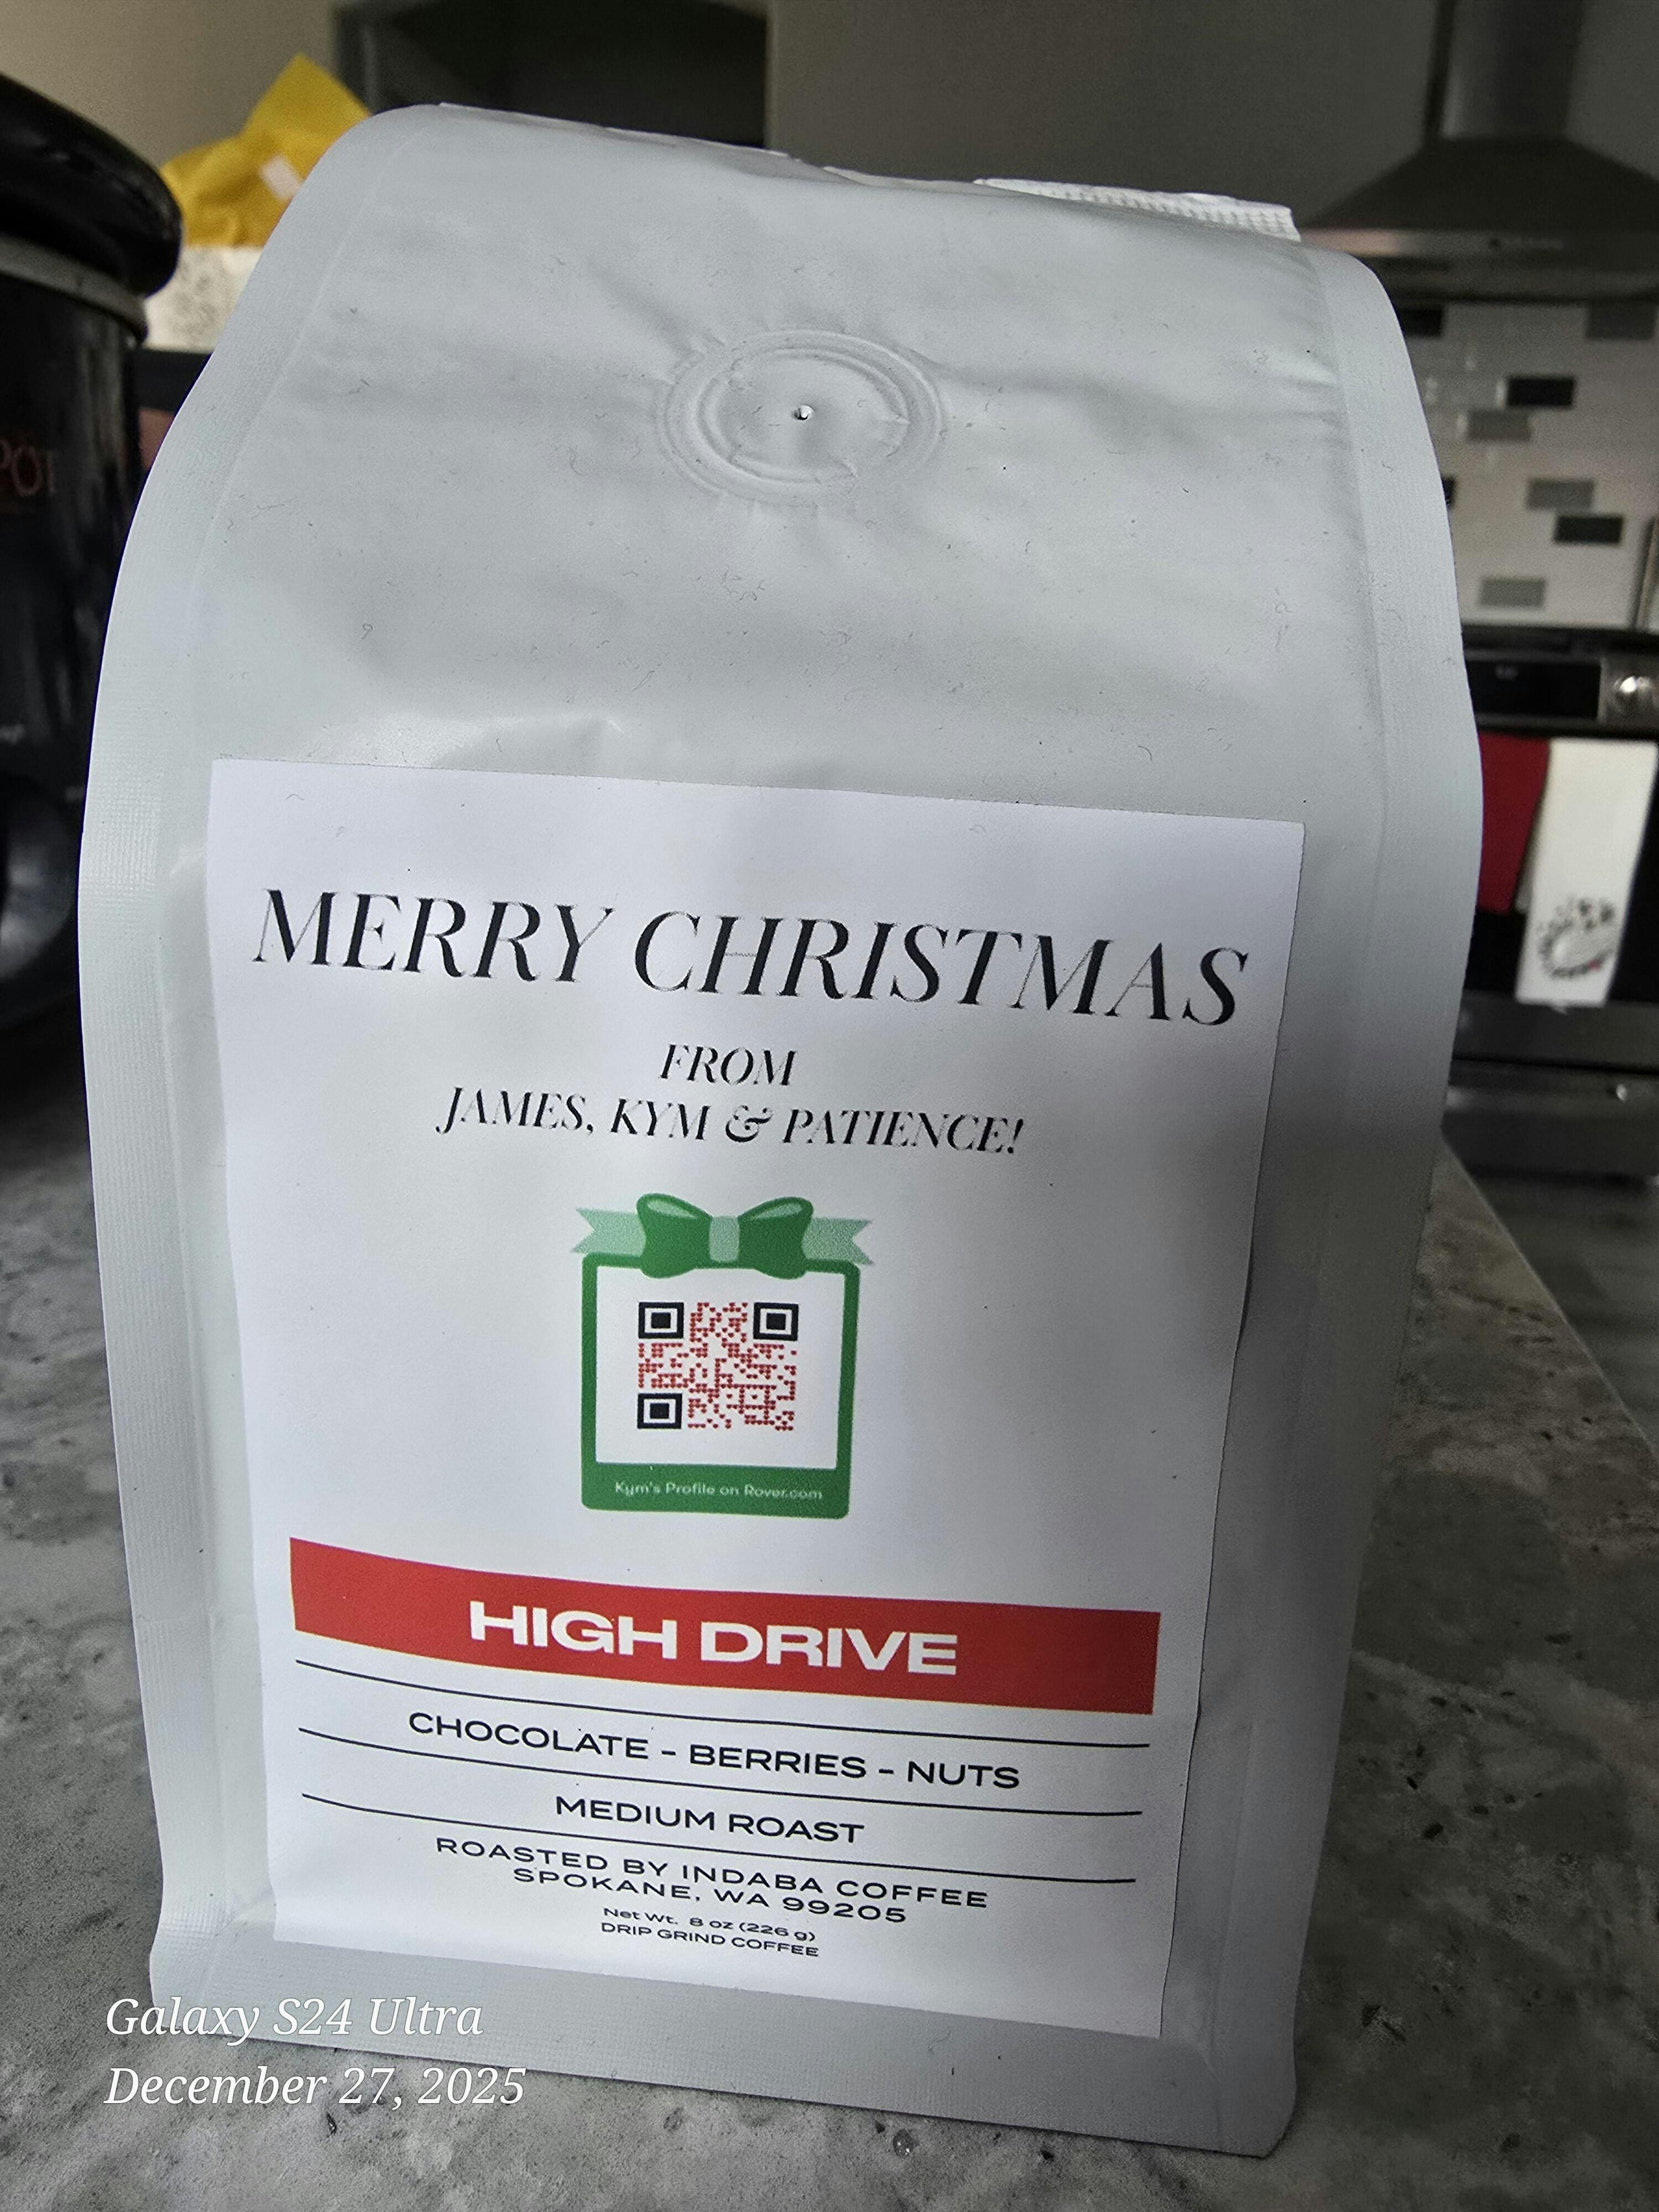 MERRY CHRISTMAS
FROM
JAMES, KYM & PATIENCE!
Kym's Profile on Rover.com
HIGH DRIVE
CHOCOLATE - BERRIES - NUTS
MEDIUM ROAST
ROASTED BY INDABA COFFEE
SPOKANE, WA 99205
Net Wt. 8 oz (226 g)
DRIP GRIND COFFEE
Galaxy S24 Ultra
December 27, 2025